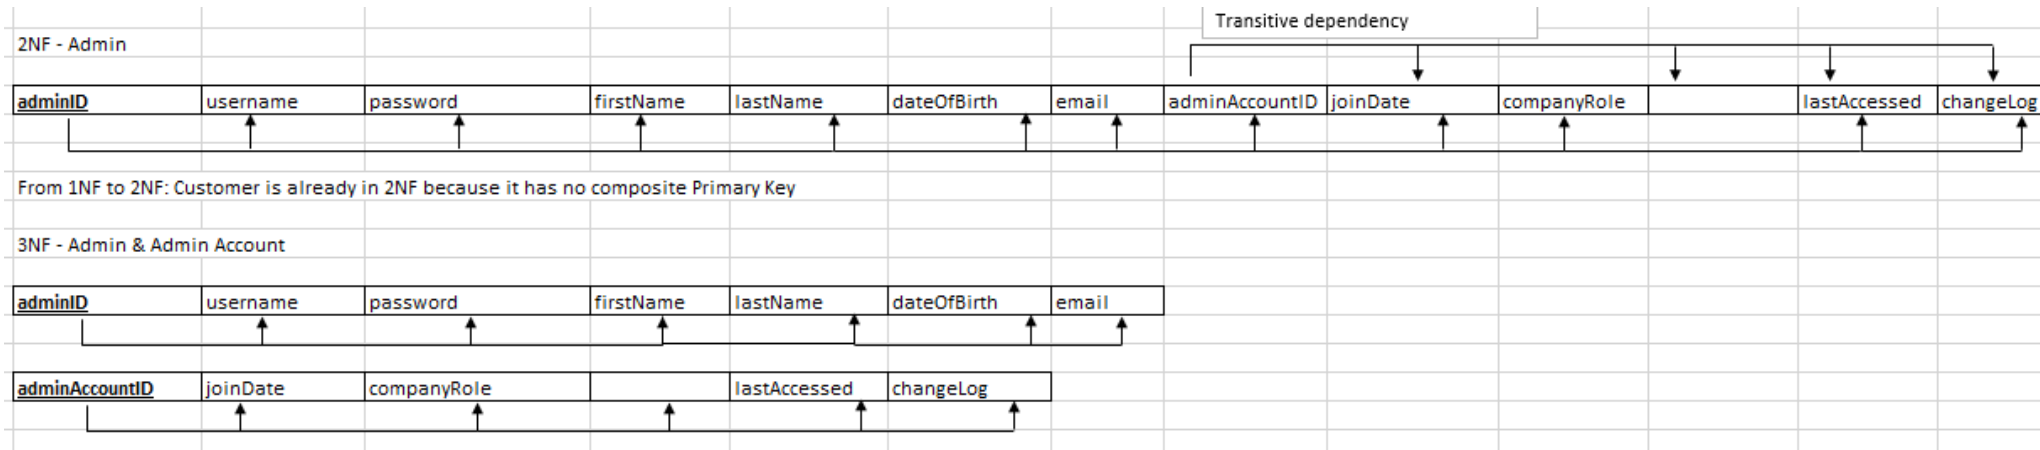 Transitive dependency
2NF - Admin
adminID username password firstName lastName dateOfBirth email adminAccountID joinDate companyRole lastAccessed changeLog
From 1NF to 2NF: Customer is already in 2NF because it has no composite Primary Key
3NF - Admin & Admin Account
adminID username password firstName lastName dateOfBirth email
adminAccountID joinDate companyRole lastAccessed changeLog